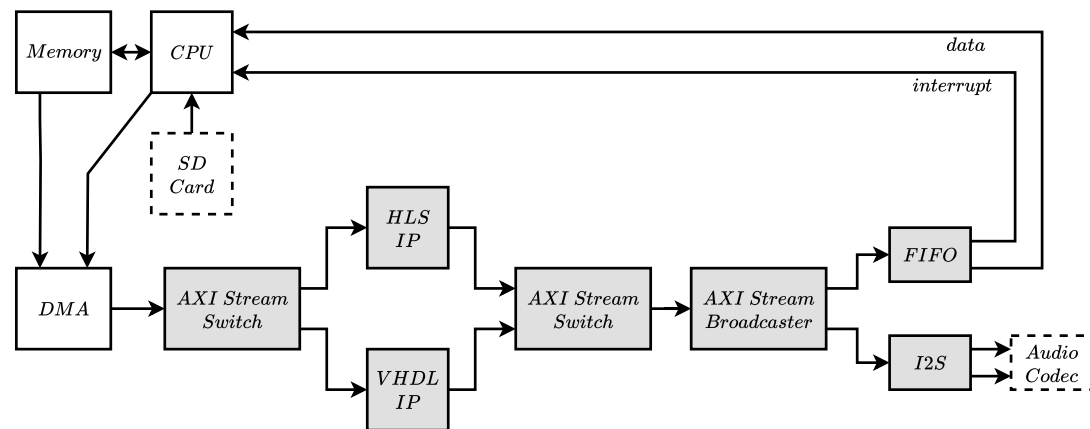 Memory
CPU
data
interrupt
SD
Card
HLS
IP
FIFO
DMA
AXI Stream
Switch
AXI Stream
Switch
AXI Stream
Broadcaster
VHDL
IP
I2S
Audio
Codec